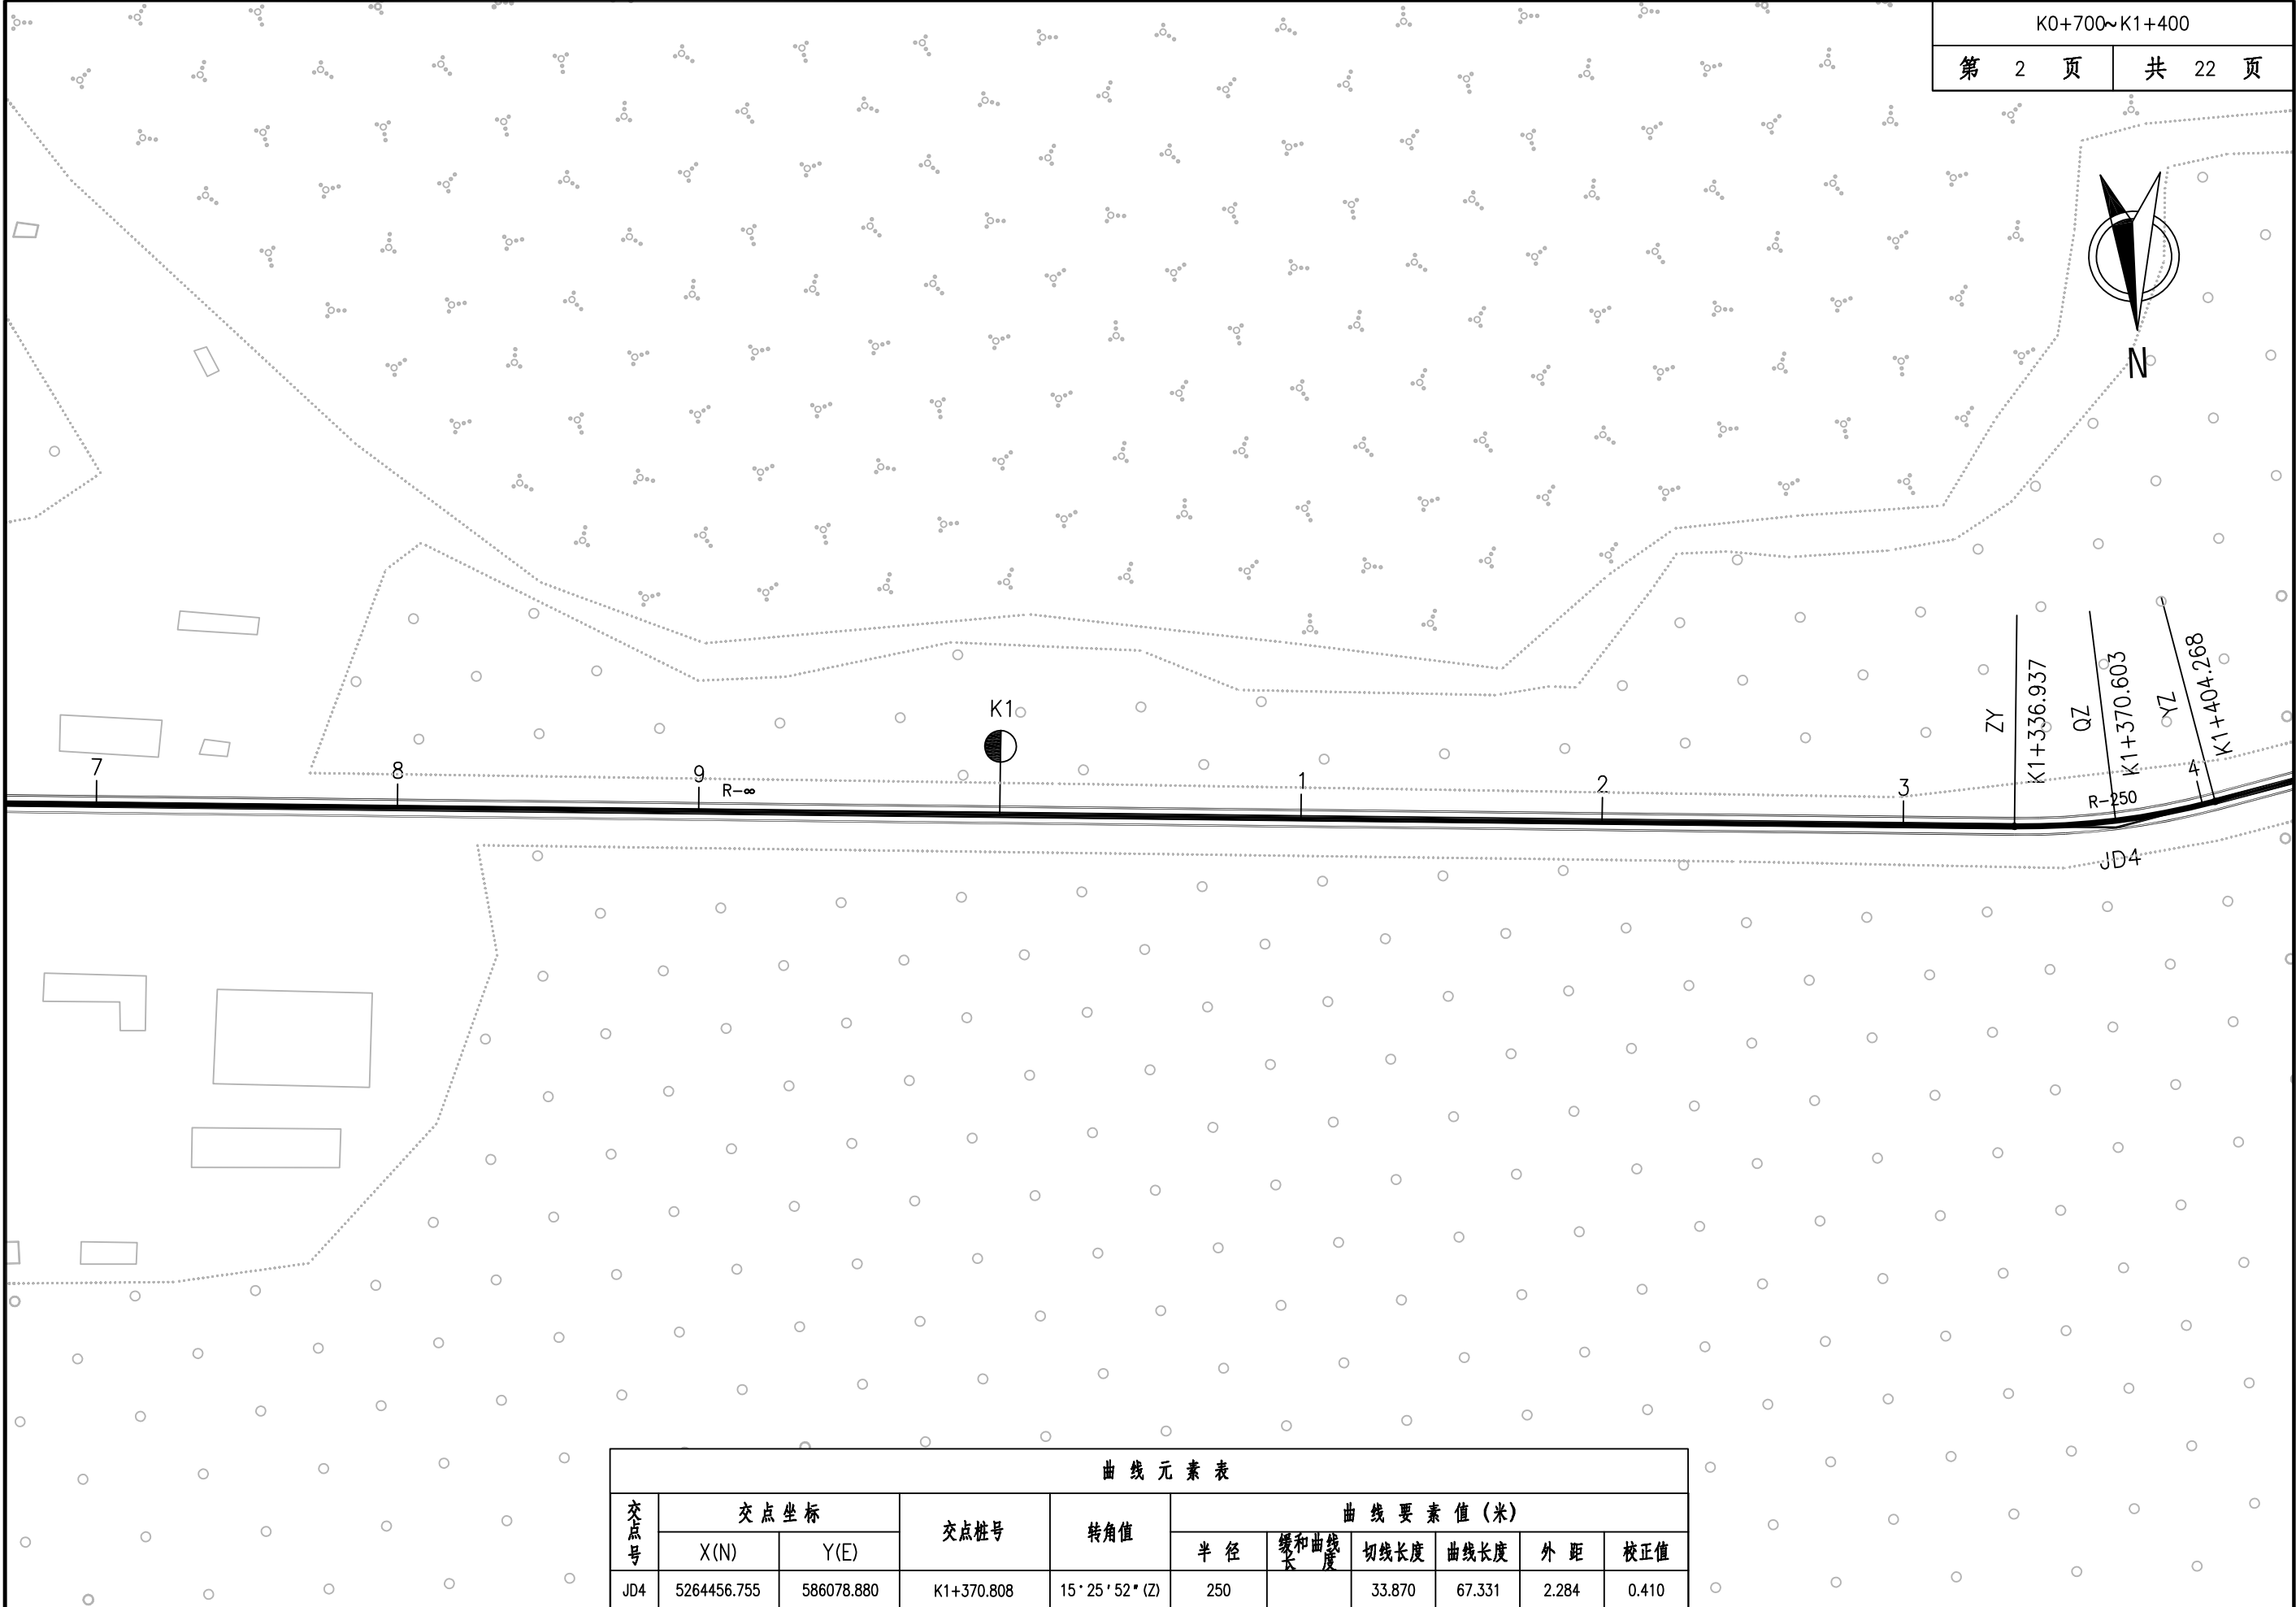 K0+700~K1+400
第 2 页 共 22 页
N
K1
7 8 9 1 2 3 4
R-∞
ZY
K1+336.937
QZ
K1+370.603
YZ
K1+404.268
R-250
JD4
曲线元素表
交点号 交点坐标 交点桩号 转角值 曲线要素值(米)
X(N) Y(E) 半径 缓和曲线长度 切线长度 曲线长度 外距 校正值
JD4 5264456.755 586078.880 K1+370.808 15°25'52"(Z) 250 33.870 67.331 2.284 0.410